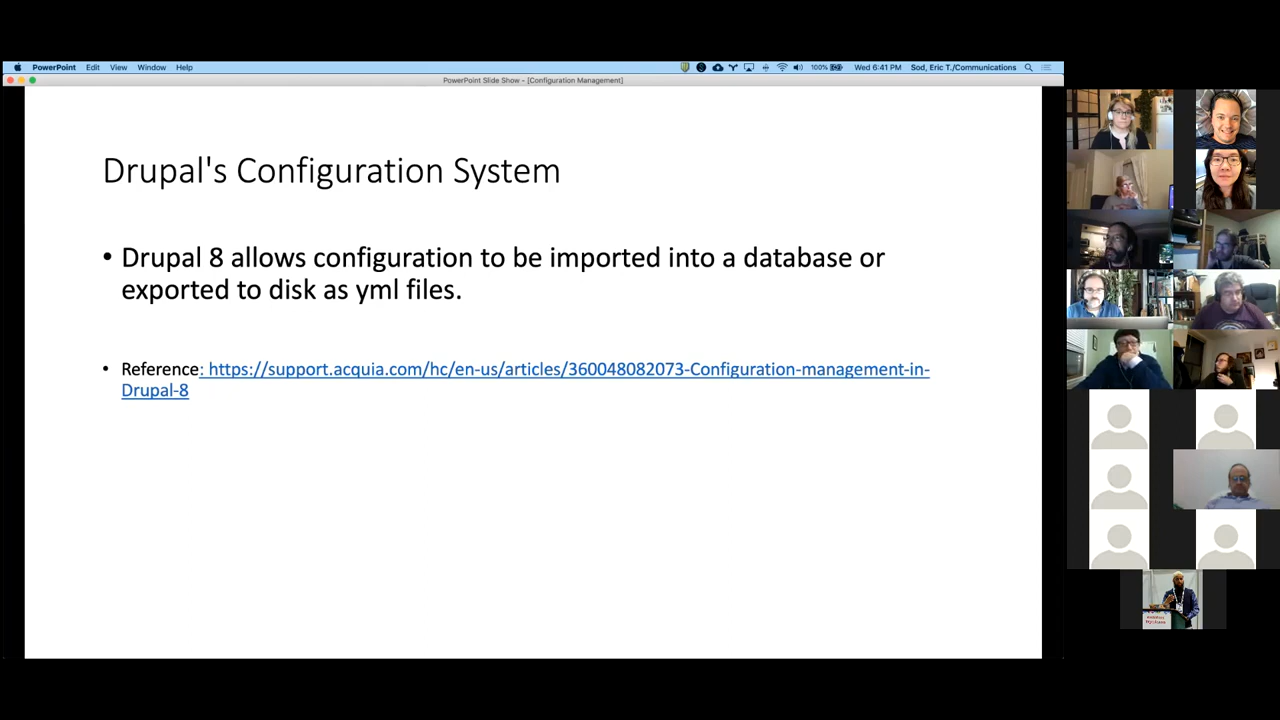 PowerPoint Edit View Window Help 100% Wed 6:41 PM Sod, Eric T./Communications
PowerPoint Slide Show - [Configuration Management]
Drupal's Configuration System
• Drupal 8 allows configuration to be imported into a database or
exported to disk as yml files.
• Reference: https://support.acquia.com/hc/en-us/articles/360048082073-Configuration-management-in-
Drupal-8